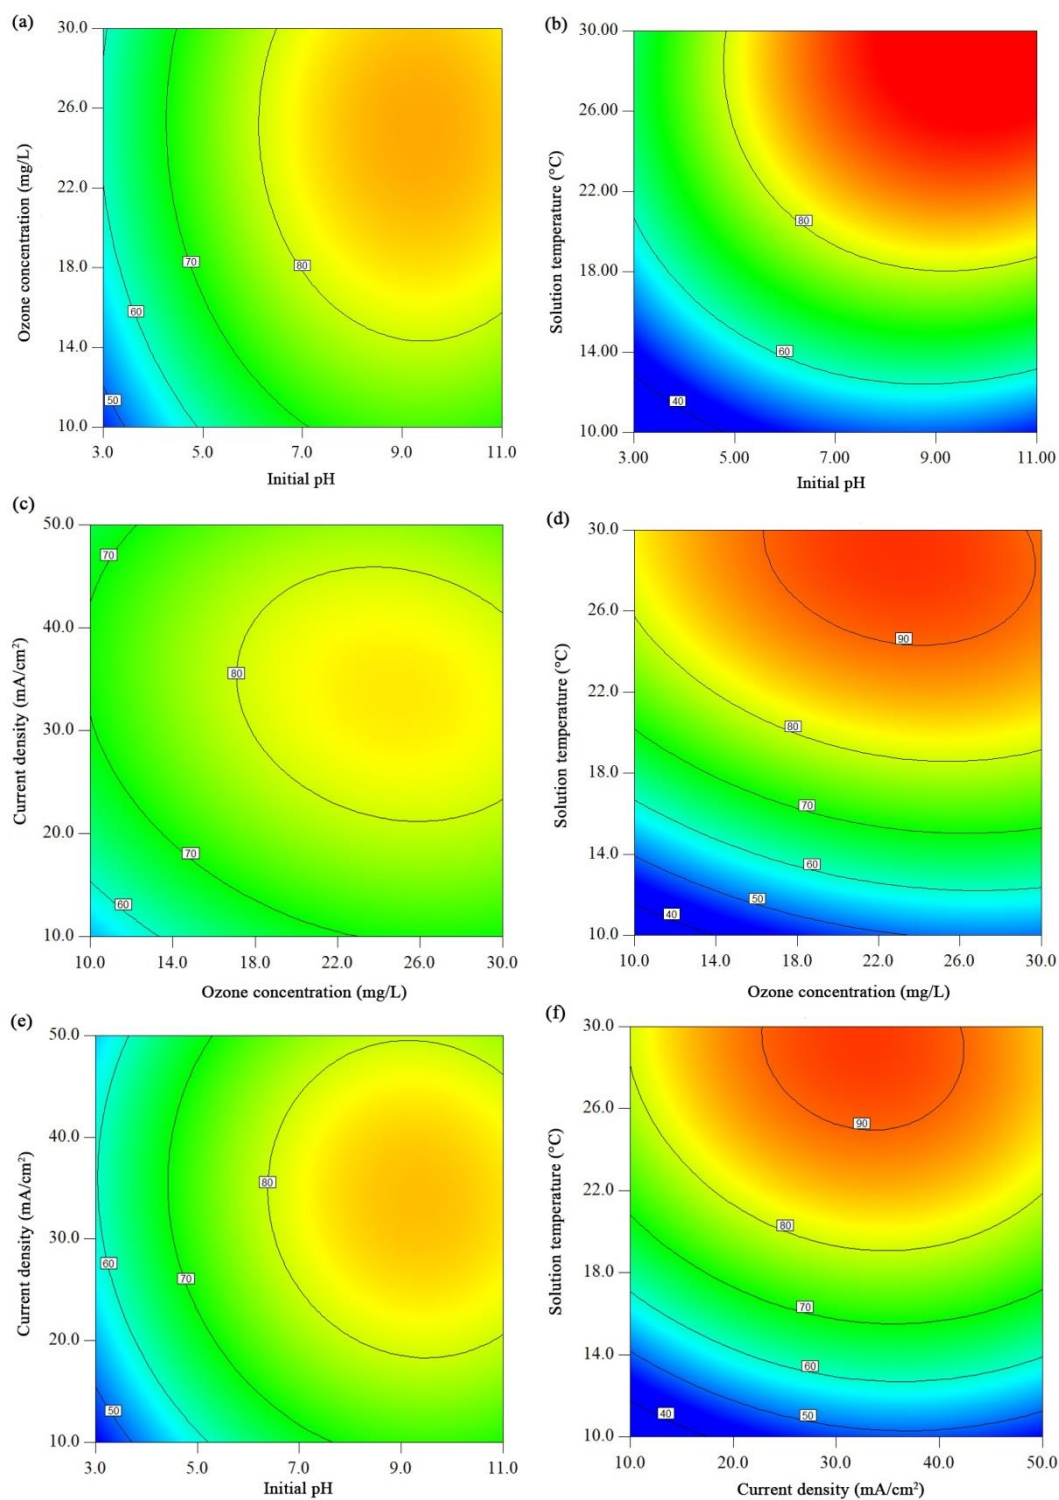 (a)
30.0
26.0
22.0
18.0
14.0
10.0
Ozone concentration (mg/L)
50
60
70
80
3.0 5.0 7.0 9.0 11.0
Initial pH
(b)
30.00
26.00
22.00
18.00
14.00
10.00
Solution temperature (°C)
80
60
40
3.00 5.00 7.00 9.00 11.00
Initial pH
(c)
50.0
40.0
30.0
20.0
10.0
Current density (mA/cm²)
70
80
70
60
10.0 14.0 18.0 22.0 26.0 30.0
Ozone concentration (mg/L)
(d)
30.0
26.0
22.0
18.0
14.0
10.0
Solution temperature (°C)
90
80
70
60
50
40
10.0 14.0 18.0 22.0 26.0 30.0
Ozone concentration (mg/L)
(e)
50.0
40.0
30.0
20.0
10.0
Current density (mA/cm²)
80
60
70
50
3.0 5.0 7.0 9.0 11.0
Initial pH
(f)
30.0
26.0
22.0
18.0
14.0
10.0
Solution temperature (°C)
90
80
70
60
50
40
10.0 20.0 30.0 40.0 50.0
Current density (mA/cm²)